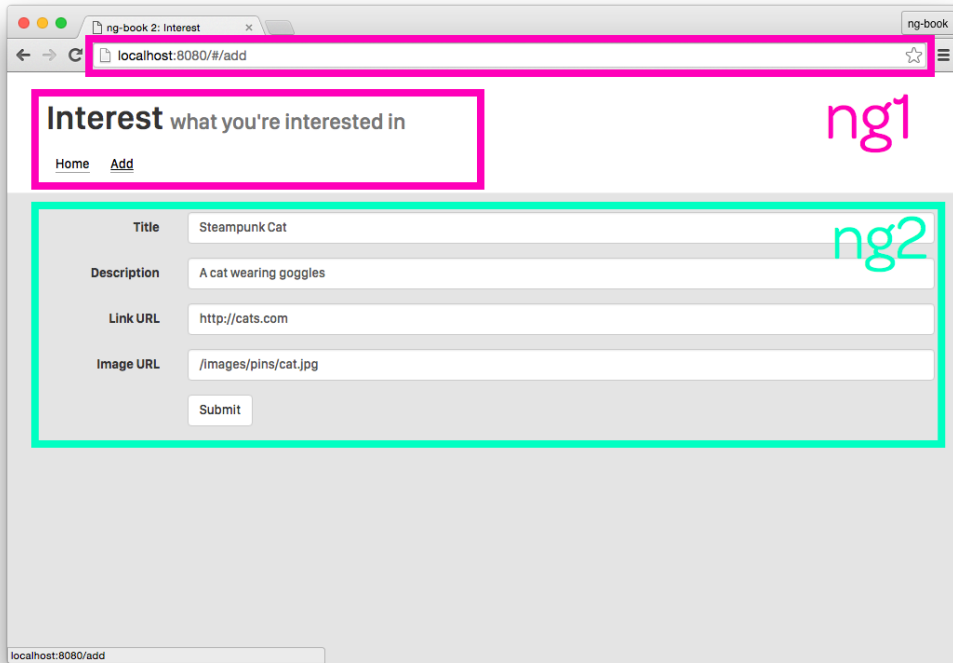 ng-book 2: Interest
ng-book
localhost:8080/#/add
Interest what you're interested in
ng1
Home Add
ng2
Title Steampunk Cat
Description A cat wearing goggles
Link URL http://cats.com
Image URL /images/pins/cat.jpg
Submit
localhost:8080/add